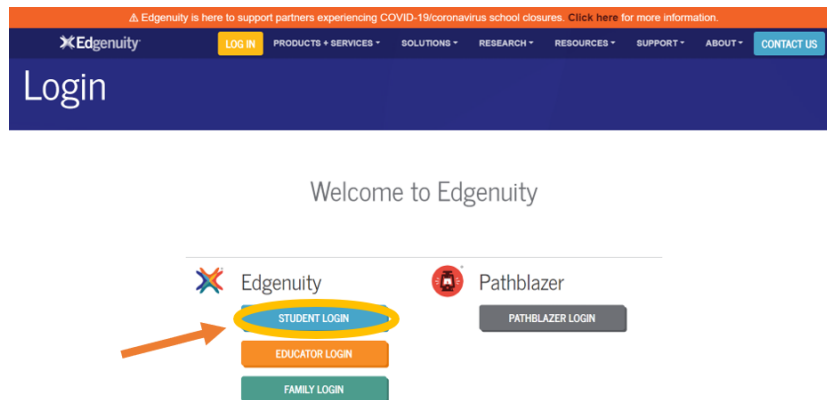 ⚠ Edgenuity is here to support partners experiencing COVID-19/coronavirus school closures. Click here for more information.
Edgenuity LOG IN PRODUCTS + SERVICES SOLUTIONS RESEARCH RESOURCES SUPPORT ABOUT CONTACT US
Login
Welcome to Edgenuity
Edgenuity Pathblazer
STUDENT LOGIN PATHBLAZER LOGIN
EDUCATOR LOGIN
FAMILY LOGIN